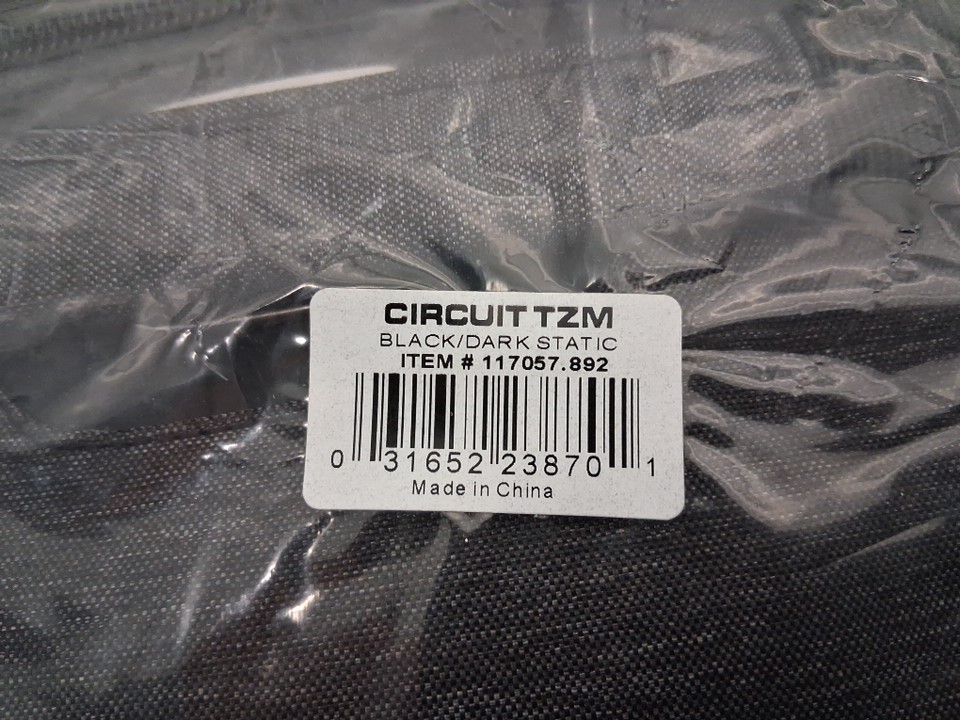 CIRCUIT TZM
BLACK/DARK STATIC
ITEM # 117057.892
0 31652 23870 1
Made in China